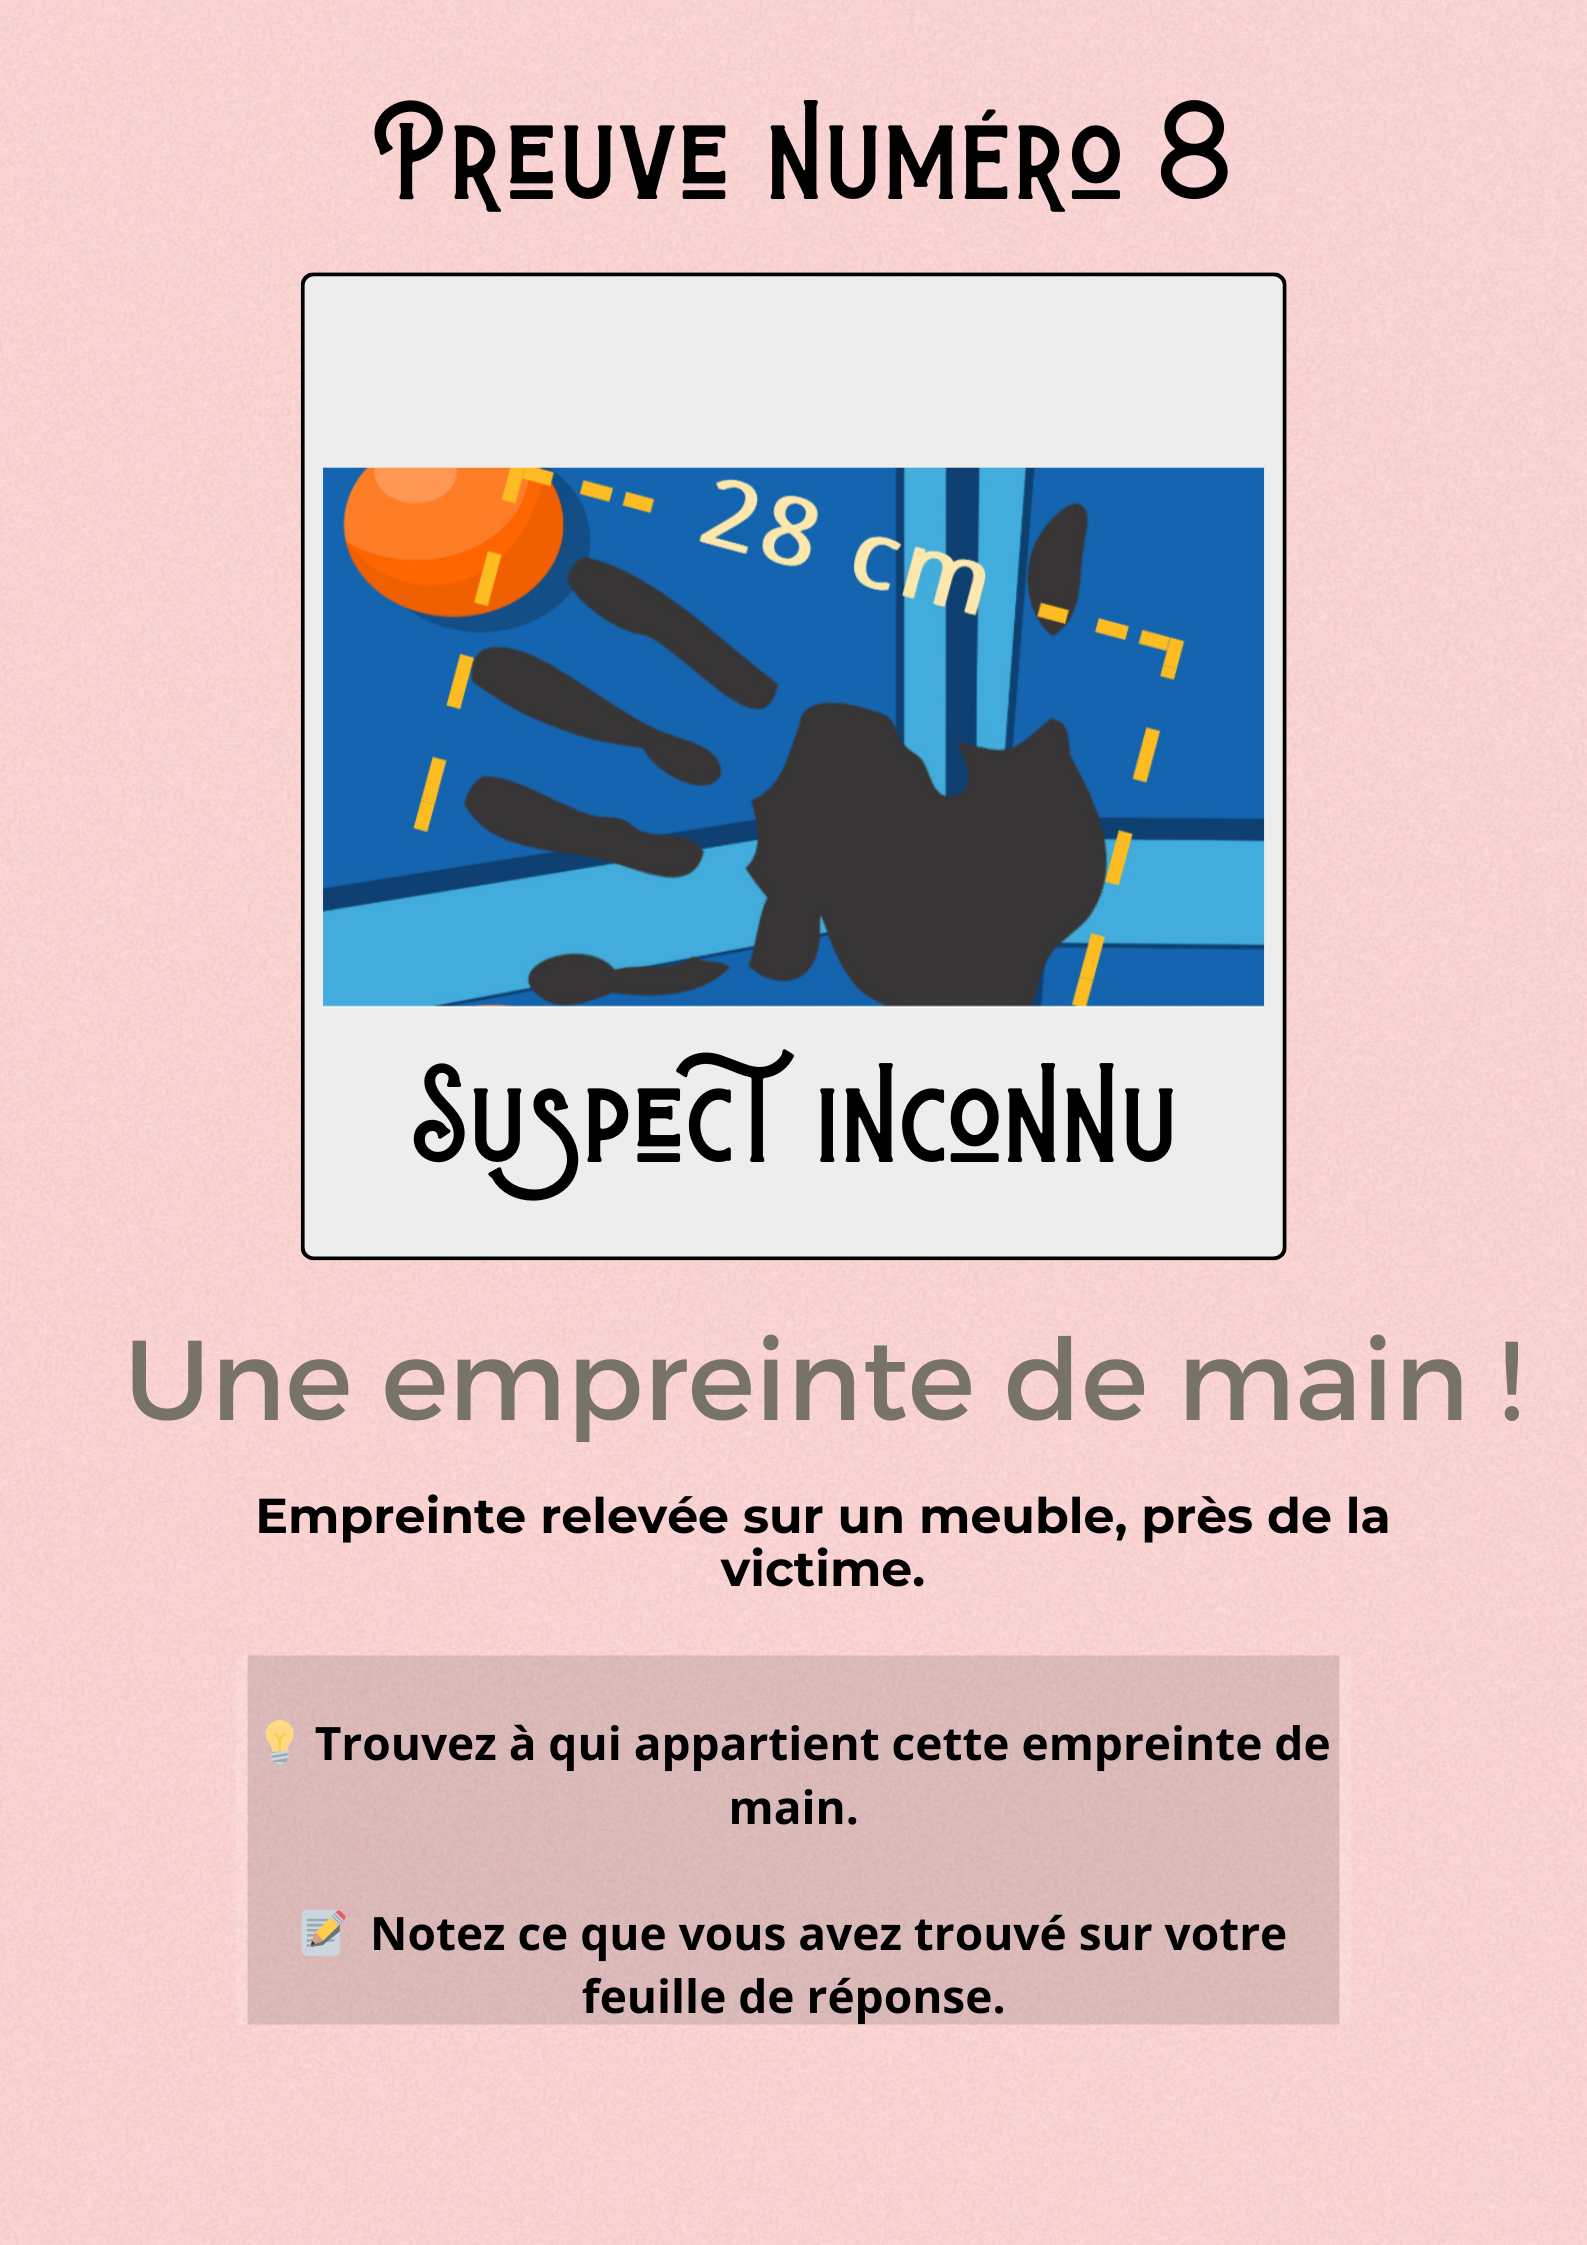 Preuve numéro 8
28 cm
Suspect inconnu
Une empreinte de main !
Empreinte relevée sur un meuble, près de la
victime.
💡 Trouvez à qui appartient cette empreinte de
main.
📝 Notez ce que vous avez trouvé sur votre
feuille de réponse.